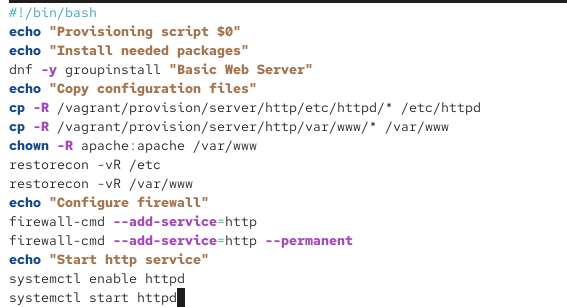 #!/bin/bash
echo "Provisioning script $0"
echo "Install needed packages"
dnf -y groupinstall "Basic Web Server"
echo "Copy configuration files"
cp -R /vagrant/provision/server/http/etc/httpd/* /etc/httpd
cp -R /vagrant/provision/server/http/var/www/* /var/www
chown -R apache:apache /var/www
restorecon -vR /etc
restorecon -vR /var/www
echo "Configure firewall"
firewall-cmd --add-service=http
firewall-cmd --add-service=http --permanent
echo "Start http service"
systemctl enable httpd
systemctl start httpd